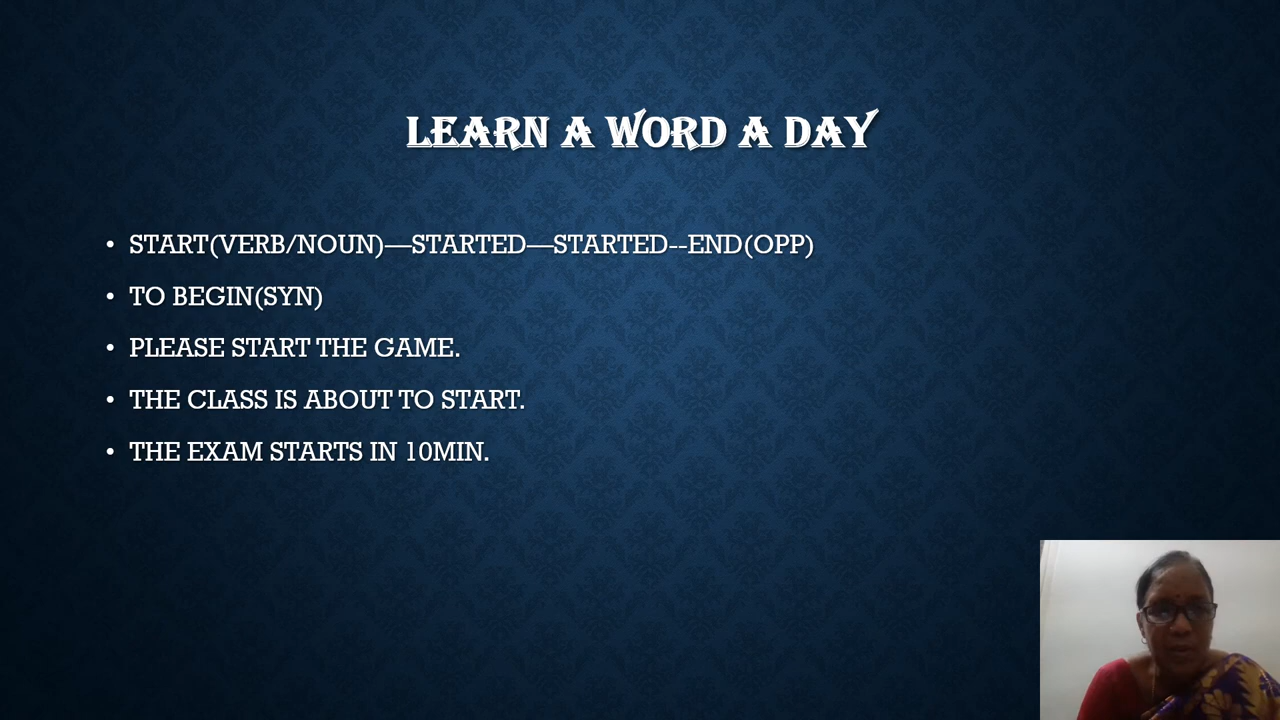 LEARN A WORD A DAY
• START(VERB/NOUN)—STARTED—STARTED--END(OPP)
• TO BEGIN(SYN)
• PLEASE START THE GAME.
• THE CLASS IS ABOUT TO START.
• THE EXAM STARTS IN 10MIN.